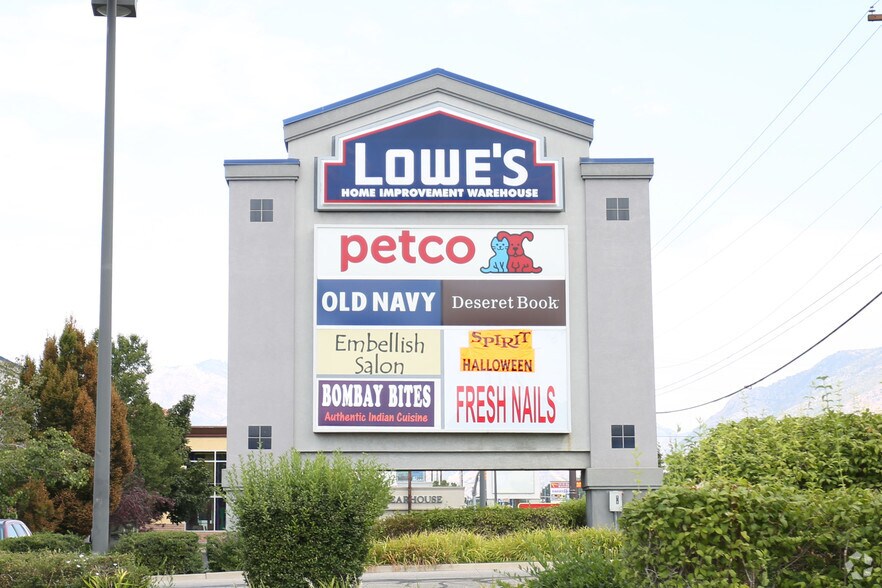 LOWE'S
HOME IMPROVEMENT WAREHOUSE
petco
OLD NAVY
Deseret Book
Embellish
Salon
SPIRIT
HALLOWEEN
BOMBAY BITES
Authentic Indian Cuisine
FRESH NAILS